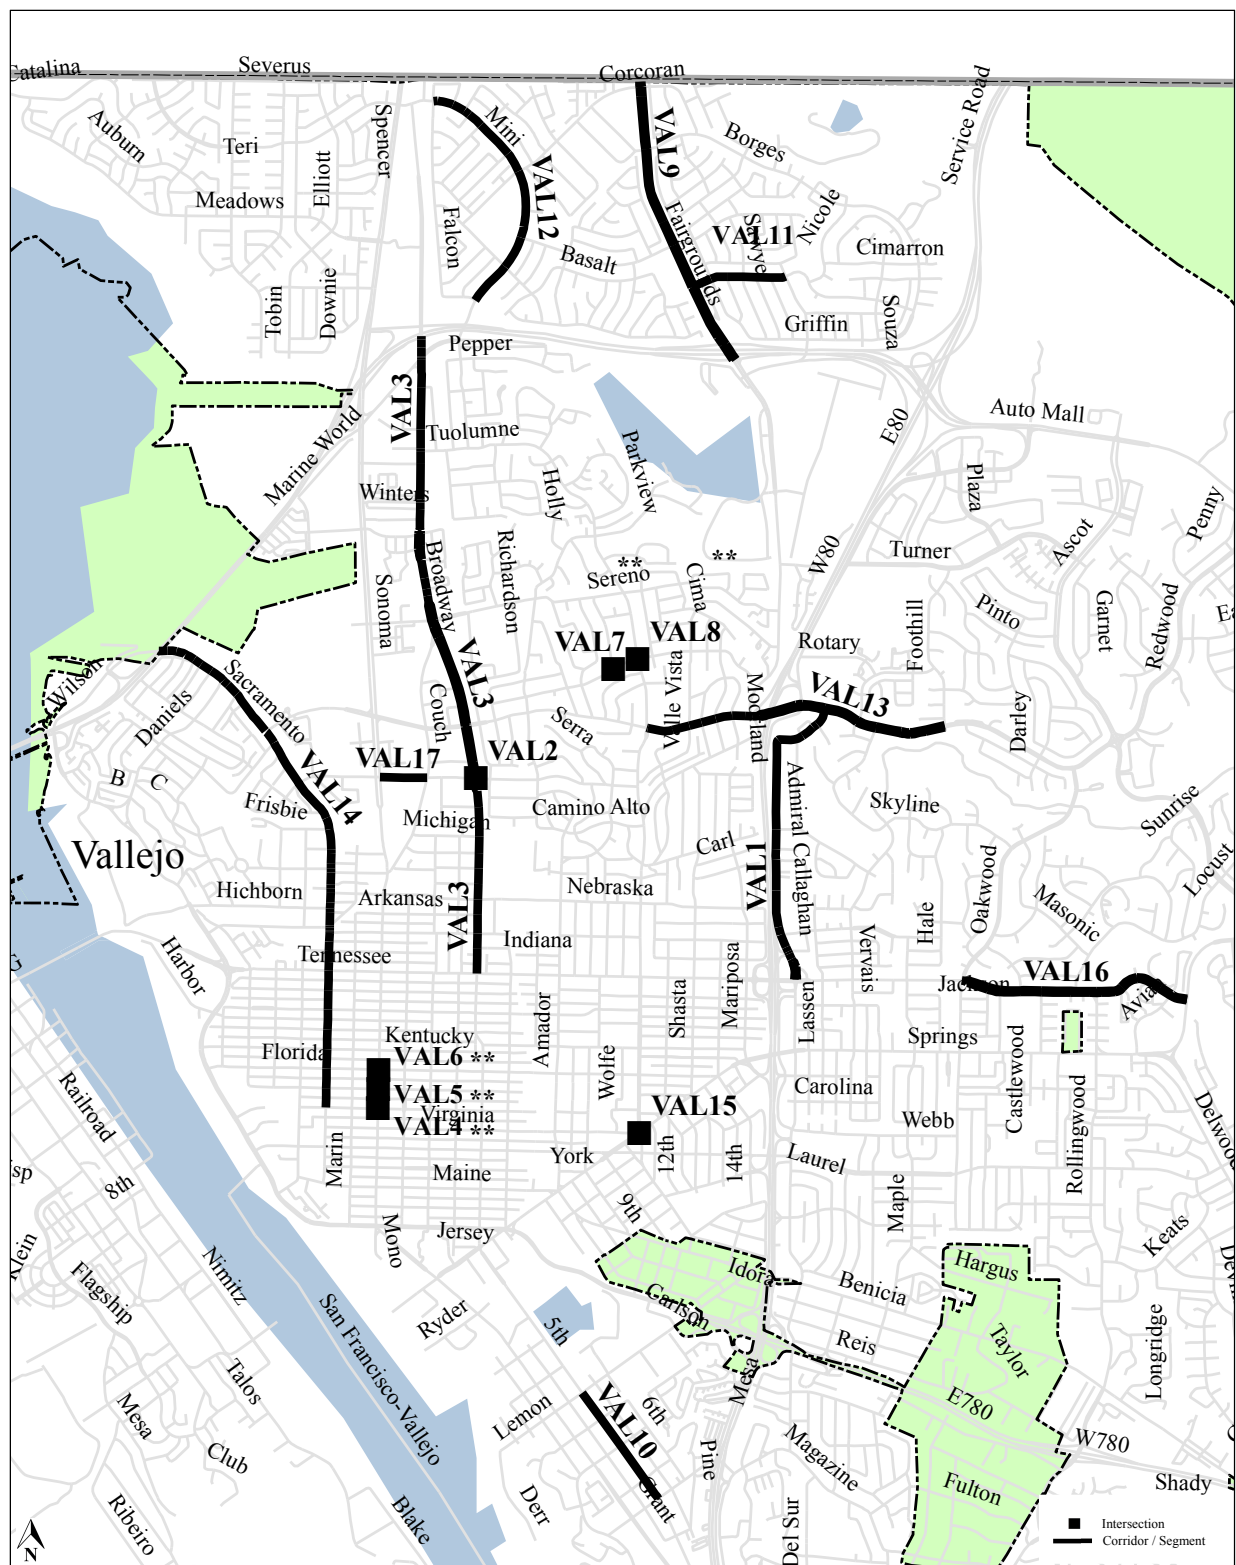 Catalina
Severus
Corcoran
Auburn
Teri
Spencer
Mini
VAL9
Borges
Service Road
Elliott
Meadows
VAL12
Falcon
Basalt
Fairgrounds
VAL11
Nicole
Cimarron
Tobin
Downie
Griffin
Souza
Pepper
VAL3
Tuolumne
Marine World
Winters
Holly
Parkview
E80
Auto Mall
Plaza
Penny
Ascot
Turner
W80
Richardson
Broadway
Sonoma
**
**
Sereno
Cima
Pinto
Garnet
Redwood
Foothill
Rotary
VAL7
VAL8
Wilson
Sacramento
Daniels
VAL3
Couch
Serra
Valle Vista
Moorland
VAL13
Darley
VAL17
VAL2
B
C
VAL14
Frisbie
Michigan
Camino Alto
Carl
Admiral Callaghan
Skyline
Sunrise
Locust
Vallejo
VAL1
Hichborn
Arkansas
Nebraska
VAL3
Indiana
Hale
Oakwood
Masonic
Harbor
Tennessee
Vervais
Mariposa
Shasta
Jackson
VAL16
Avian
Lassen
Amador
Kentucky
Florida
VAL6 **
Wolfe
Springs
Castlewood
Railroad
VAL5 **
Virginia
VAL4 **
VAL15
Carolina
Webb
Rollingwood
Delwood
Marin
Maine
York
12th
14th
Laurel
Maple
8th
9th
Mono
Jersey
Keats
Klein
Flagship
Nimitz
Idora
Carlson
Benicia
Hargus
San Francisco-Vallejo
Ryder
5th
Reis
Taylor
Longridge
Talos
Mesa
Mesa
E780
Lemon
VAL10
6th
W780
Club
Pine
Magazine
Shady
Fulton
Grant
Derr
Ribeiro
Blake
Del Sur
N
Intersection
Corridor / Segment